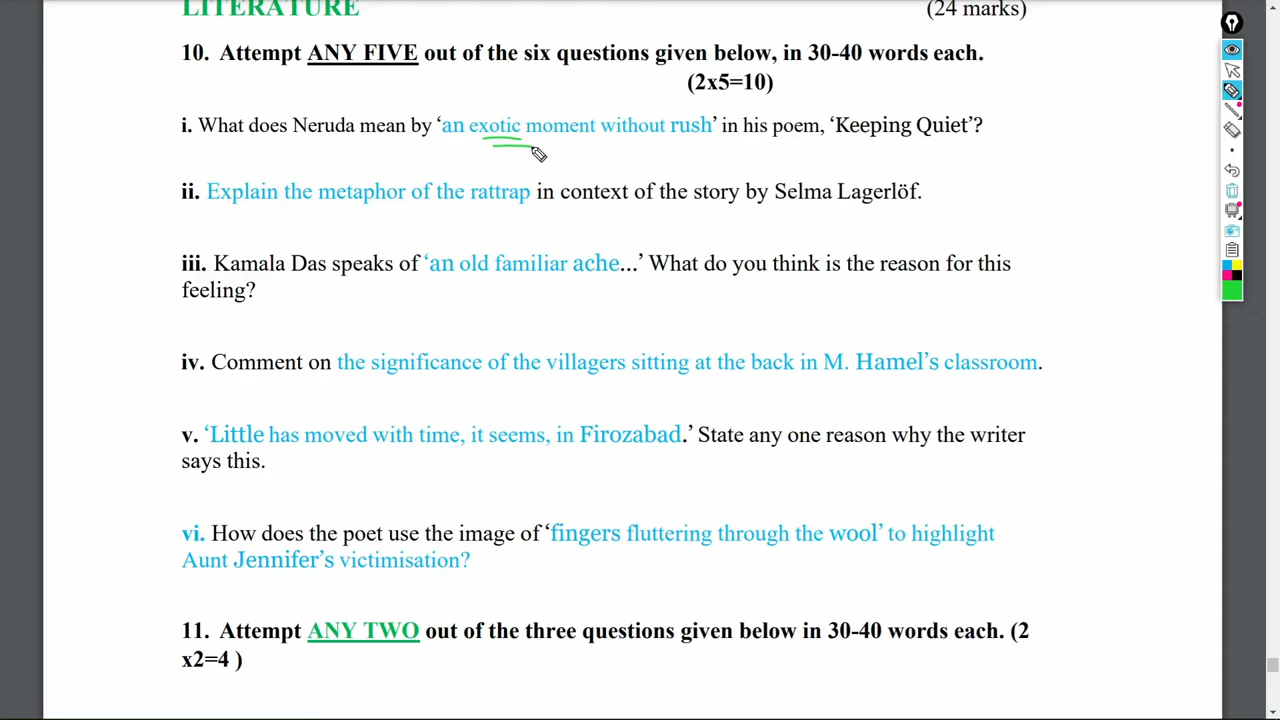 LITERATURE (24 marks)
10. Attempt ANY FIVE out of the six questions given below, in 30-40 words each.
(2x5=10)
i. What does Neruda mean by ‘an exotic moment without rush’ in his poem, ‘Keeping Quiet’?
ii. Explain the metaphor of the rattrap in context of the story by Selma Lagerlöf.
iii. Kamala Das speaks of ‘an old familiar ache...’ What do you think is the reason for this
feeling?
iv. Comment on the significance of the villagers sitting at the back in M. Hamel’s classroom.
v. ‘Little has moved with time, it seems, in Firozabad.’ State any one reason why the writer
says this.
vi. How does the poet use the image of ‘fingers fluttering through the wool’ to highlight
Aunt Jennifer’s victimisation?
11. Attempt ANY TWO out of the three questions given below in 30-40 words each. (2
x2=4 )